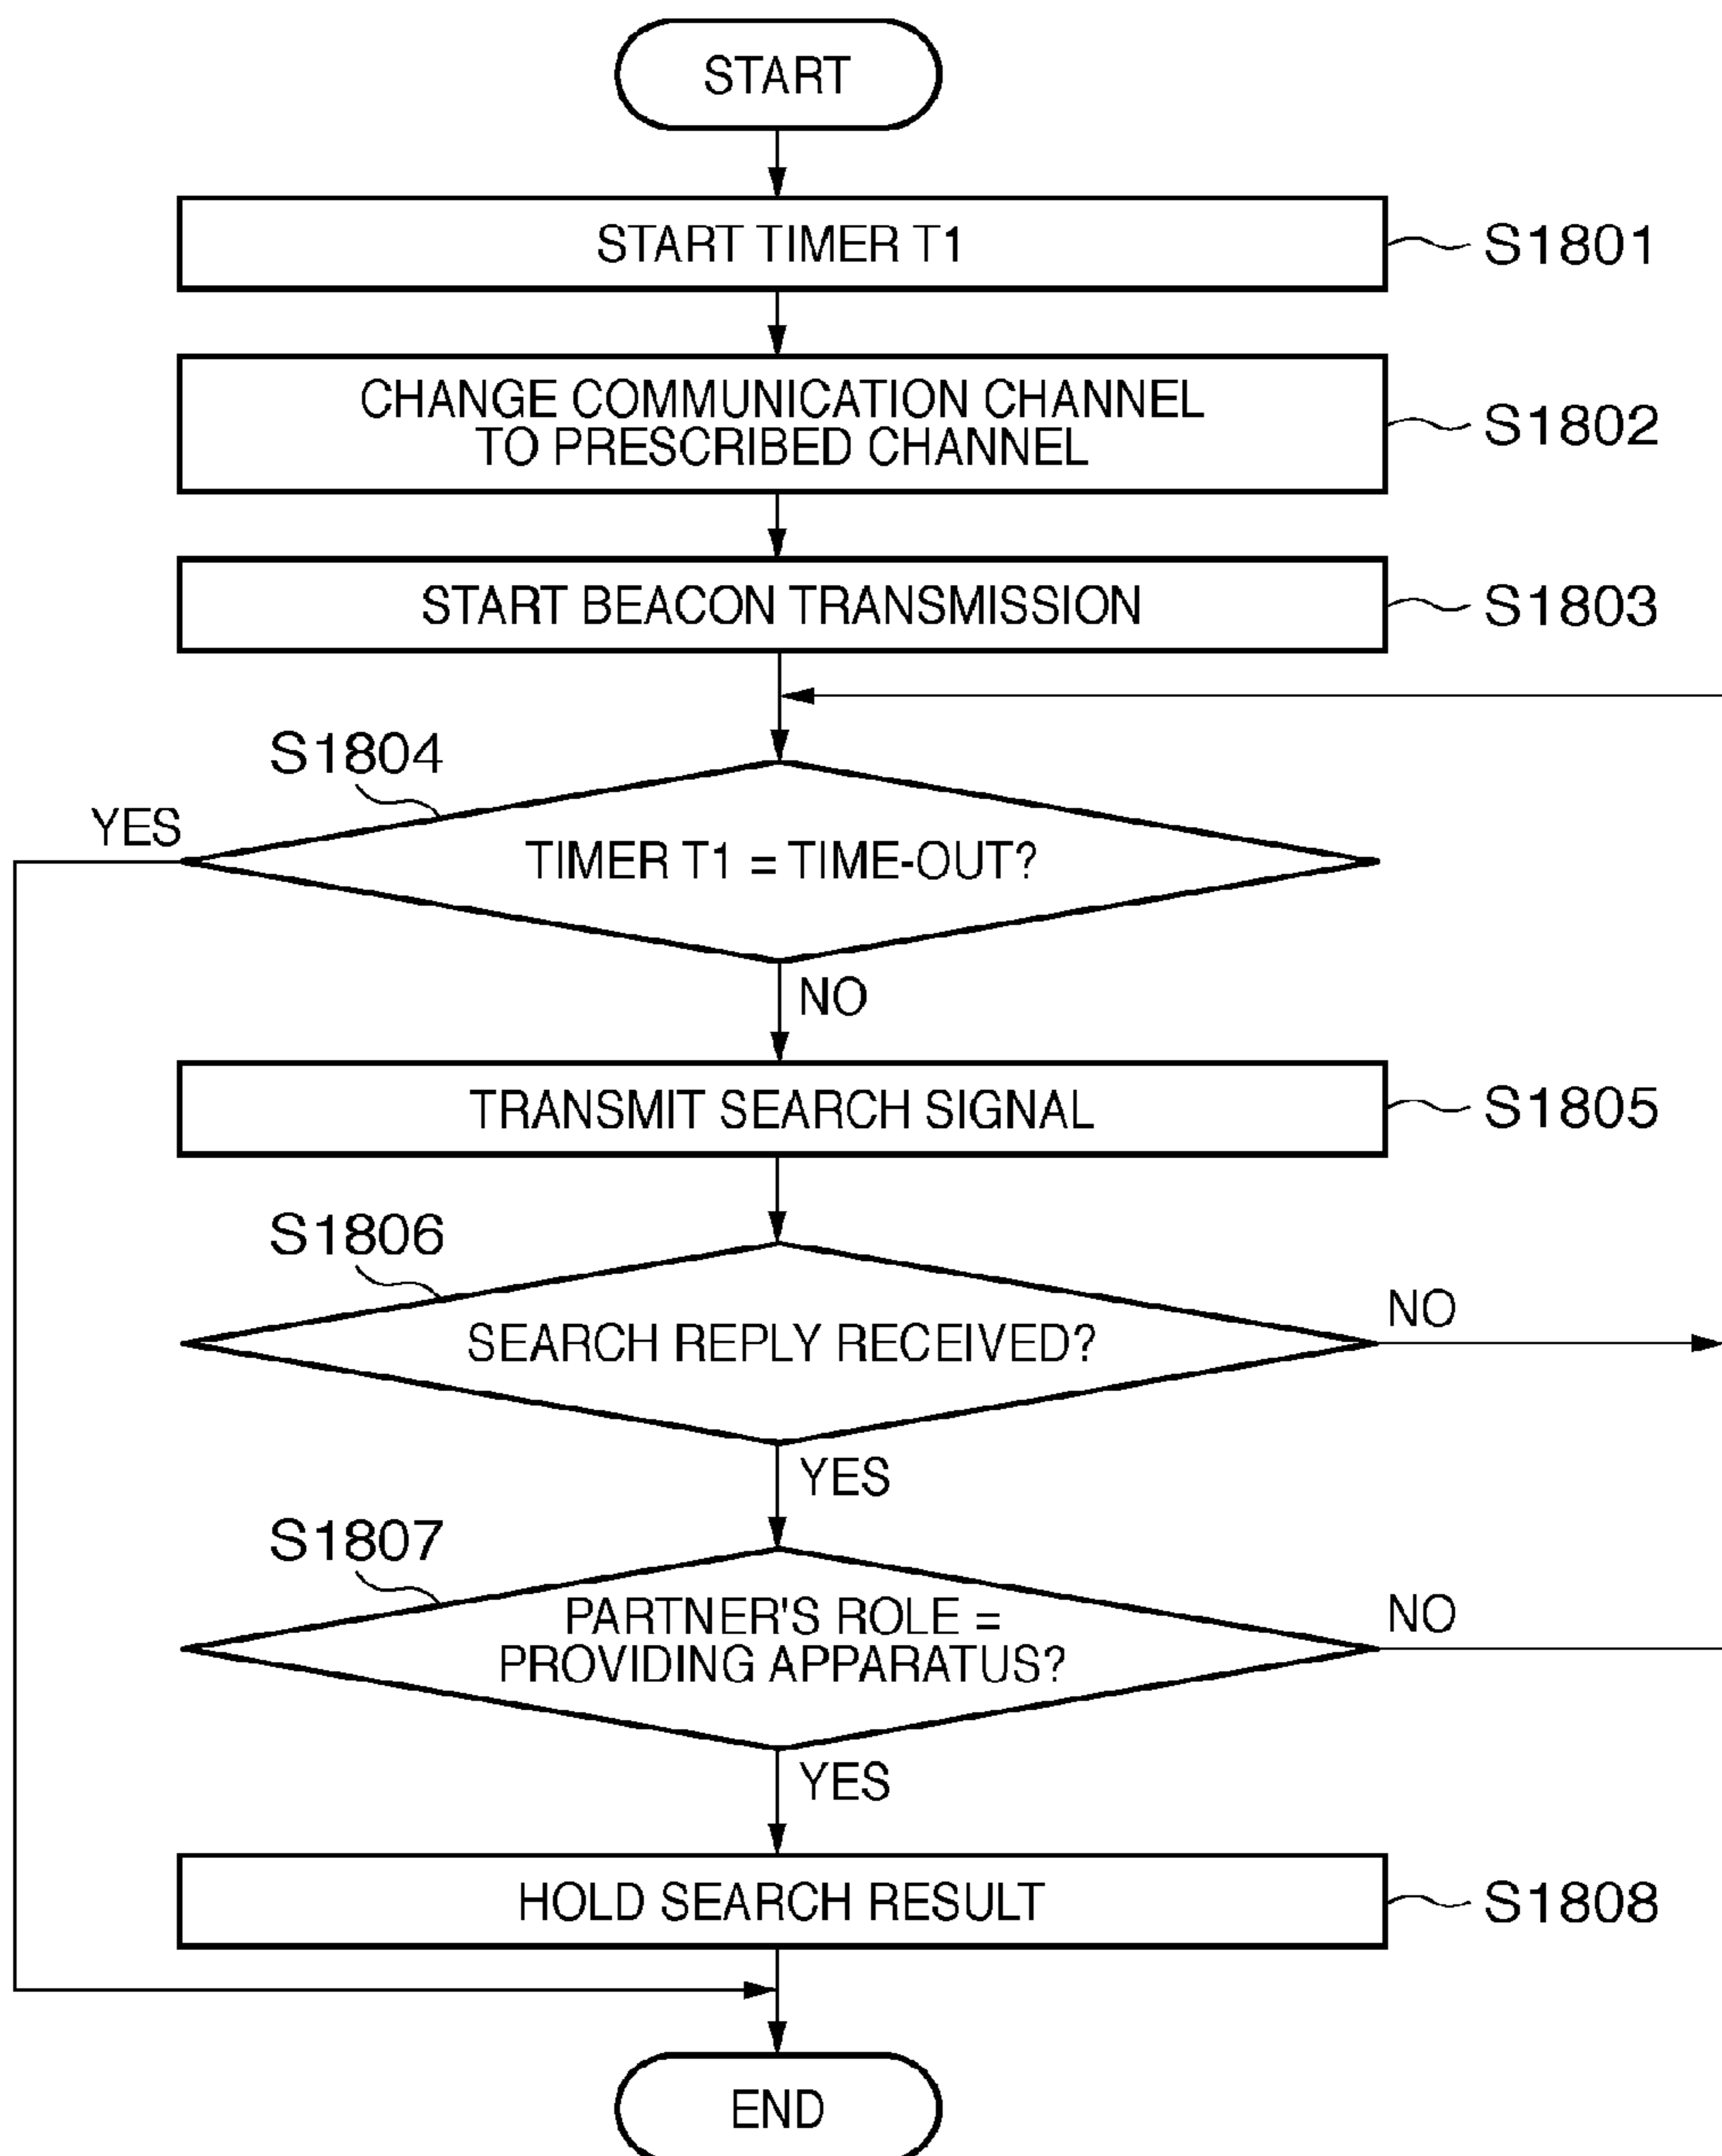 START
START TIMER T1
S1801
CHANGE COMMUNICATION CHANNEL
TO PRESCRIBED CHANNEL
S1802
START BEACON TRANSMISSION
S1803
S1804
YES
TIMER T1 = TIME-OUT?
NO
TRANSMIT SEARCH SIGNAL
S1805
S1806
SEARCH REPLY RECEIVED?
NO
YES
S1807
PARTNER'S ROLE =
PROVIDING APPARATUS?
NO
YES
HOLD SEARCH RESULT
S1808
END